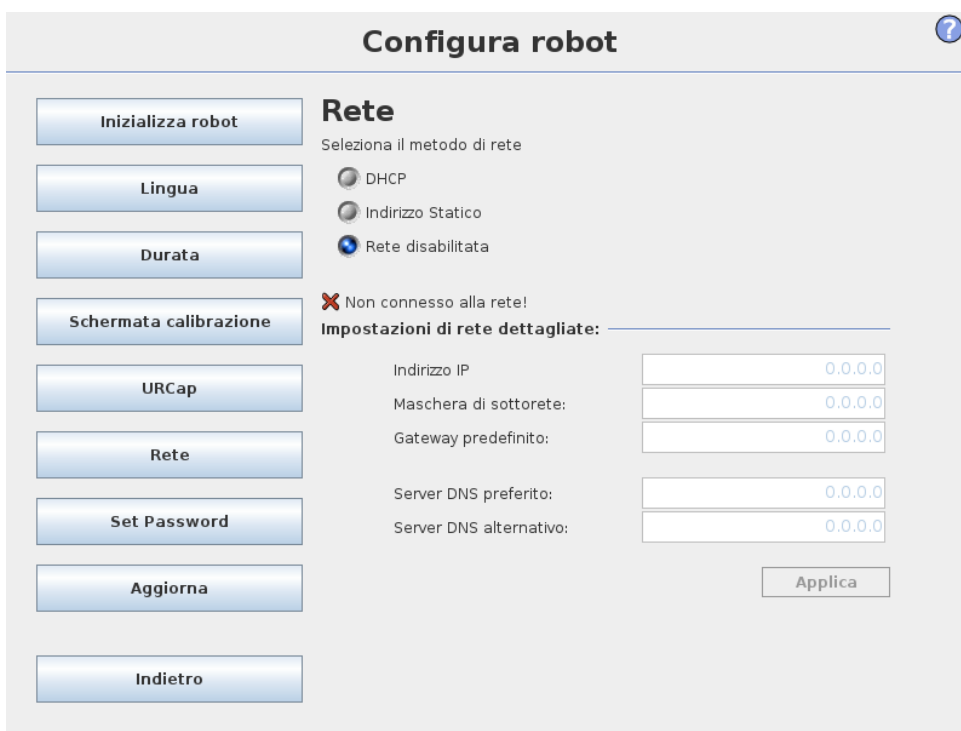 Configura robot
?
Inizializza robot
Lingua
Durata
Schermata calibrazione
URCap
Rete
Set Password
Aggiorna
Indietro
Rete
Seleziona il metodo di rete
DHCP
Indirizzo Statico
Rete disabilitata
Non connesso alla rete!
Impostazioni di rete dettagliate:
Indirizzo IP 0.0.0.0
Maschera di sottorete: 0.0.0.0
Gateway predefinito: 0.0.0.0
Server DNS preferito: 0.0.0.0
Server DNS alternativo: 0.0.0.0
Applica